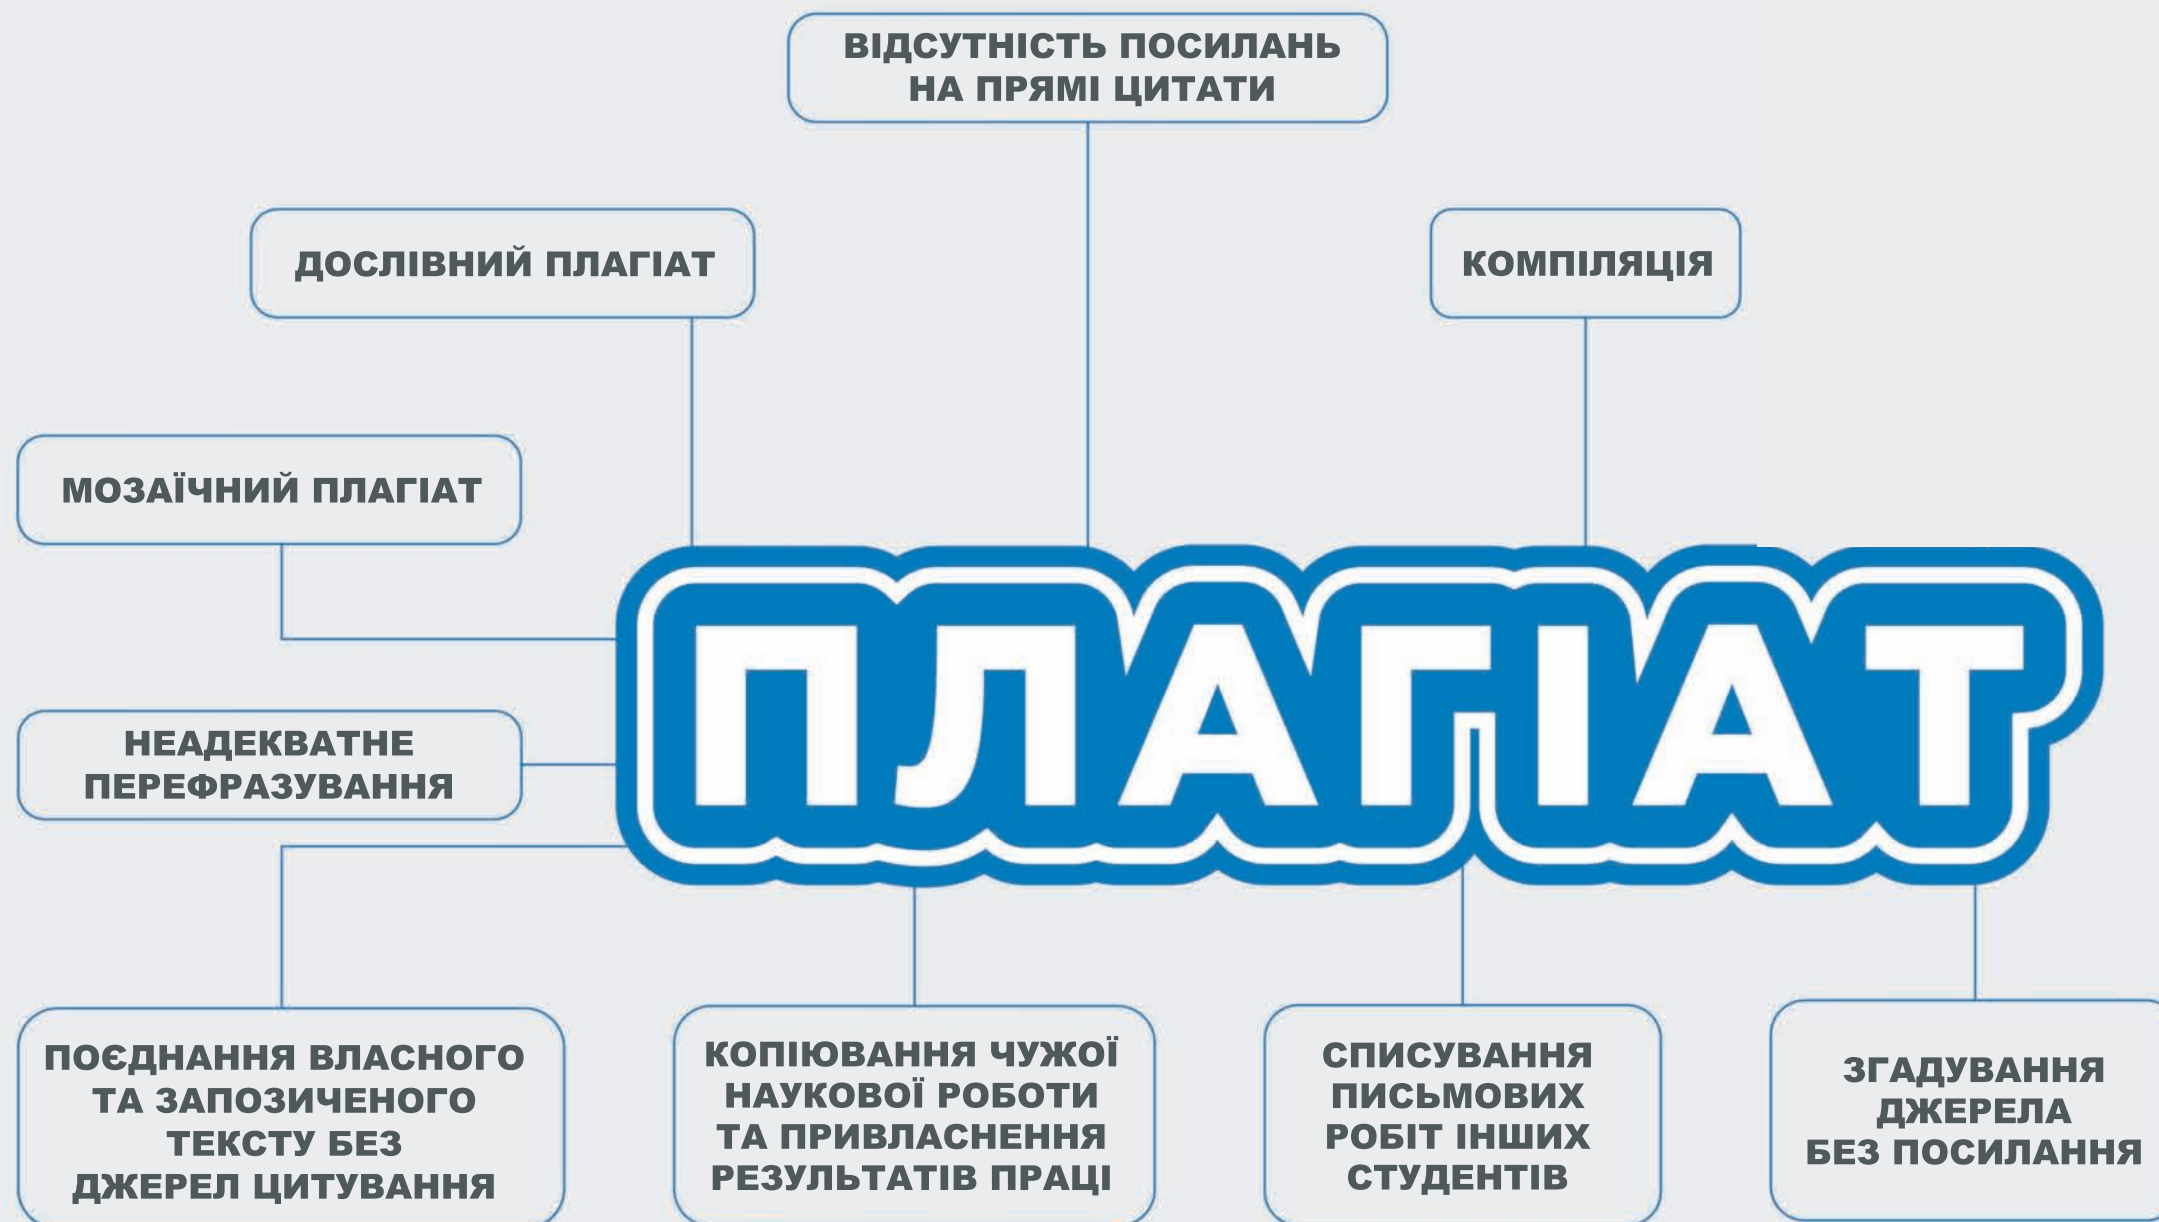 ВІДСУТНІСТЬ ПОСИЛАНЬ
НА ПРЯМІ ЦИТАТИ
ДОСЛІВНИЙ ПЛАГІАТ
КОМПІЛЯЦІЯ
МОЗАЇЧНИЙ ПЛАГІАТ
ПЛАГІАТ
НЕАДЕКВАТНЕ
ПЕРЕФРАЗУВАННЯ
ПОЄДНАННЯ ВЛАСНОГО
ТА ЗАПОЗИЧЕНОГО
ТЕКСТУ БЕЗ
ДЖЕРЕЛ ЦИТУВАННЯ
КОПІЮВАННЯ ЧУЖОЇ
НАУКОВОЇ РОБОТИ
ТА ПРИВЛАСНЕННЯ
РЕЗУЛЬТАТІВ ПРАЦІ
СПИСУВАННЯ
ПИСЬМОВИХ
РОБІТ ІНШИХ
СТУДЕНТІВ
ЗГАДУВАННЯ
ДЖЕРЕЛА
БЕЗ ПОСИЛАННЯ